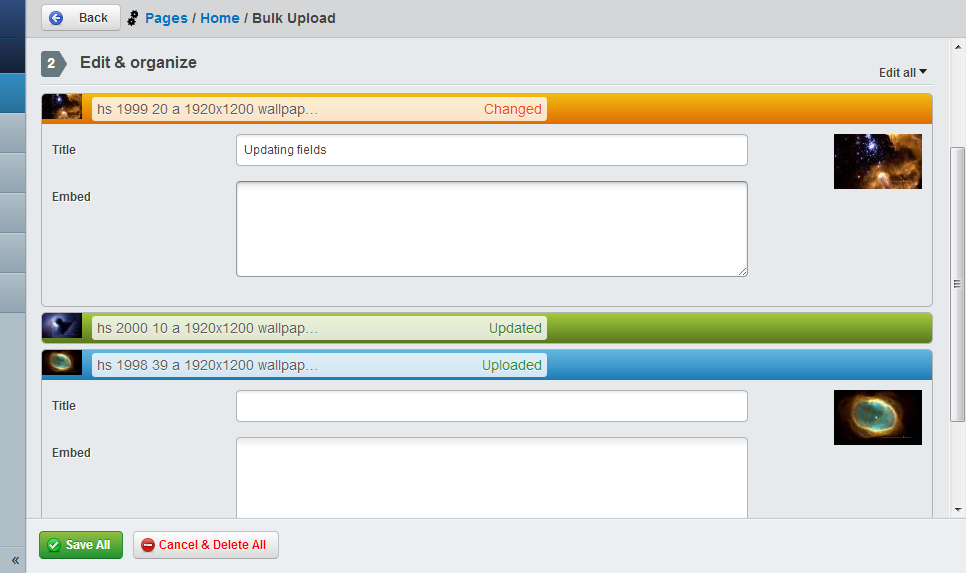 Back Pages / Home / Bulk Upload
2 Edit & organize
Edit all
hs 1999 20 a 1920x1200 wallpap... Changed
Title Updating fields
Embed
hs 2000 10 a 1920x1200 wallpap... Updated
hs 1998 39 a 1920x1200 wallpap... Uploaded
Title
Embed
« Save All Cancel & Delete All